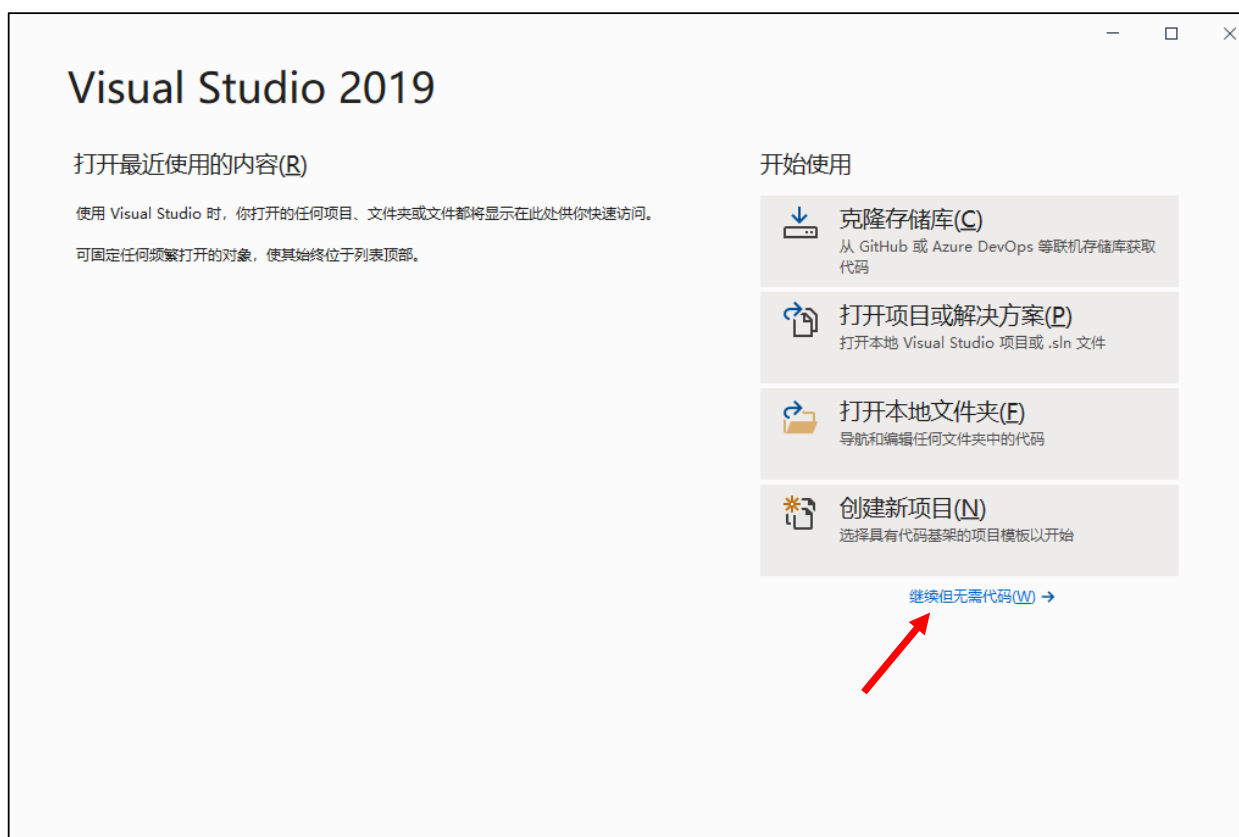 Visual Studio 2019
打开最近使用的内容(R)
使用 Visual Studio 时，你打开的任何项目、文件夹或文件都将显示在此处供你快速访问。
可固定任何频繁打开的对象，使其始终位于列表顶部。
开始使用
克隆存储库(C)
从 GitHub 或 Azure DevOps 等联机存储库获取
代码
打开项目或解决方案(P)
打开本地 Visual Studio 项目或 .sln 文件
打开本地文件夹(F)
导航和编辑任何文件夹中的代码
创建新项目(N)
选择具有代码基架的项目模板以开始
继续但无需代码(W) →